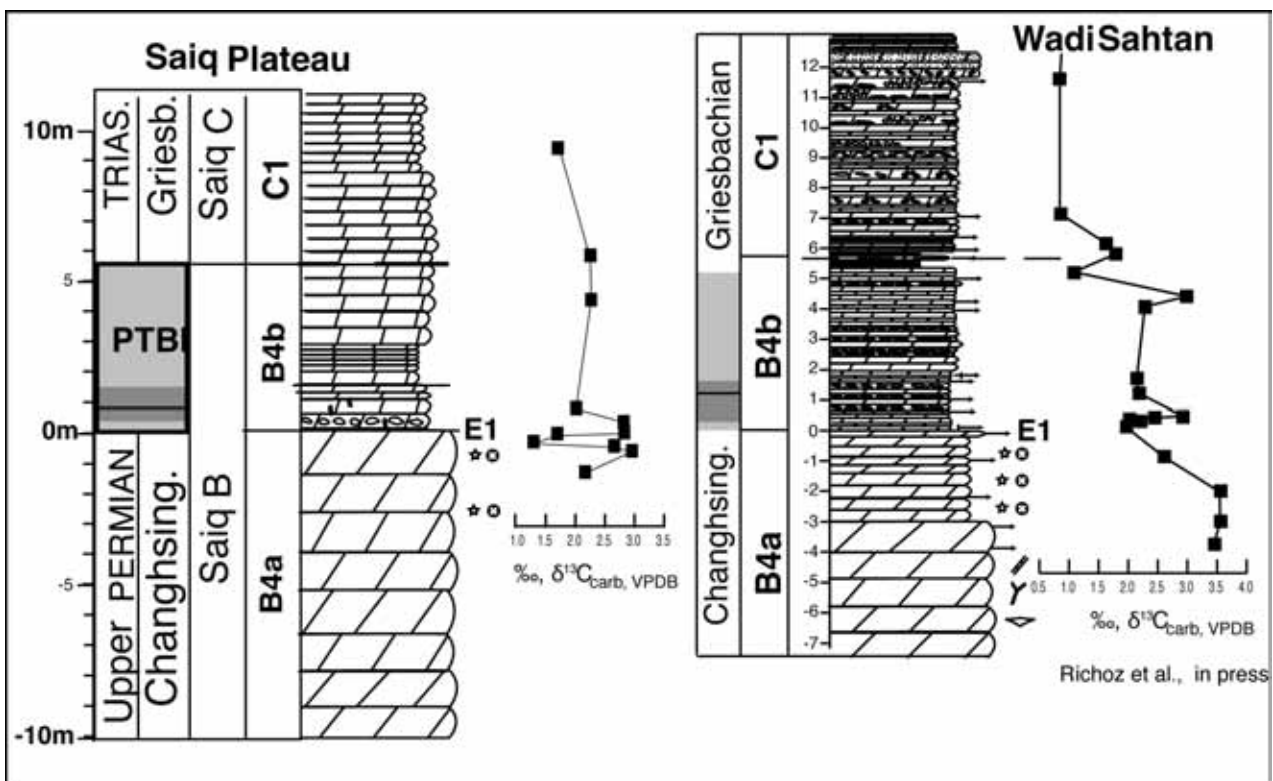 Saiq Plateau
10m
5
0m
-5
-10m
TRIAS.
Griesb.
Saiq C
C1
PTB
B4b
Upper PERMIAN
Changhsing.
Saiq B
B4a
E1
1.0 1.5 2.0 2.5 3.0 3.5
‰, δ¹³Ccarb, VPDB
Wadi Sahtan
Griesbachian
C1
B4b
Changhsing.
B4a
12
11
10
9
8
7
6
5
4
3
2
1
0
-1
-2
-3
-4
-5
-6
-7
E1
0.5 1.0 2.0 2.5 3.0 3.5 4.0
‰, δ¹³Ccarb, VPDB
Richoz et al., in press